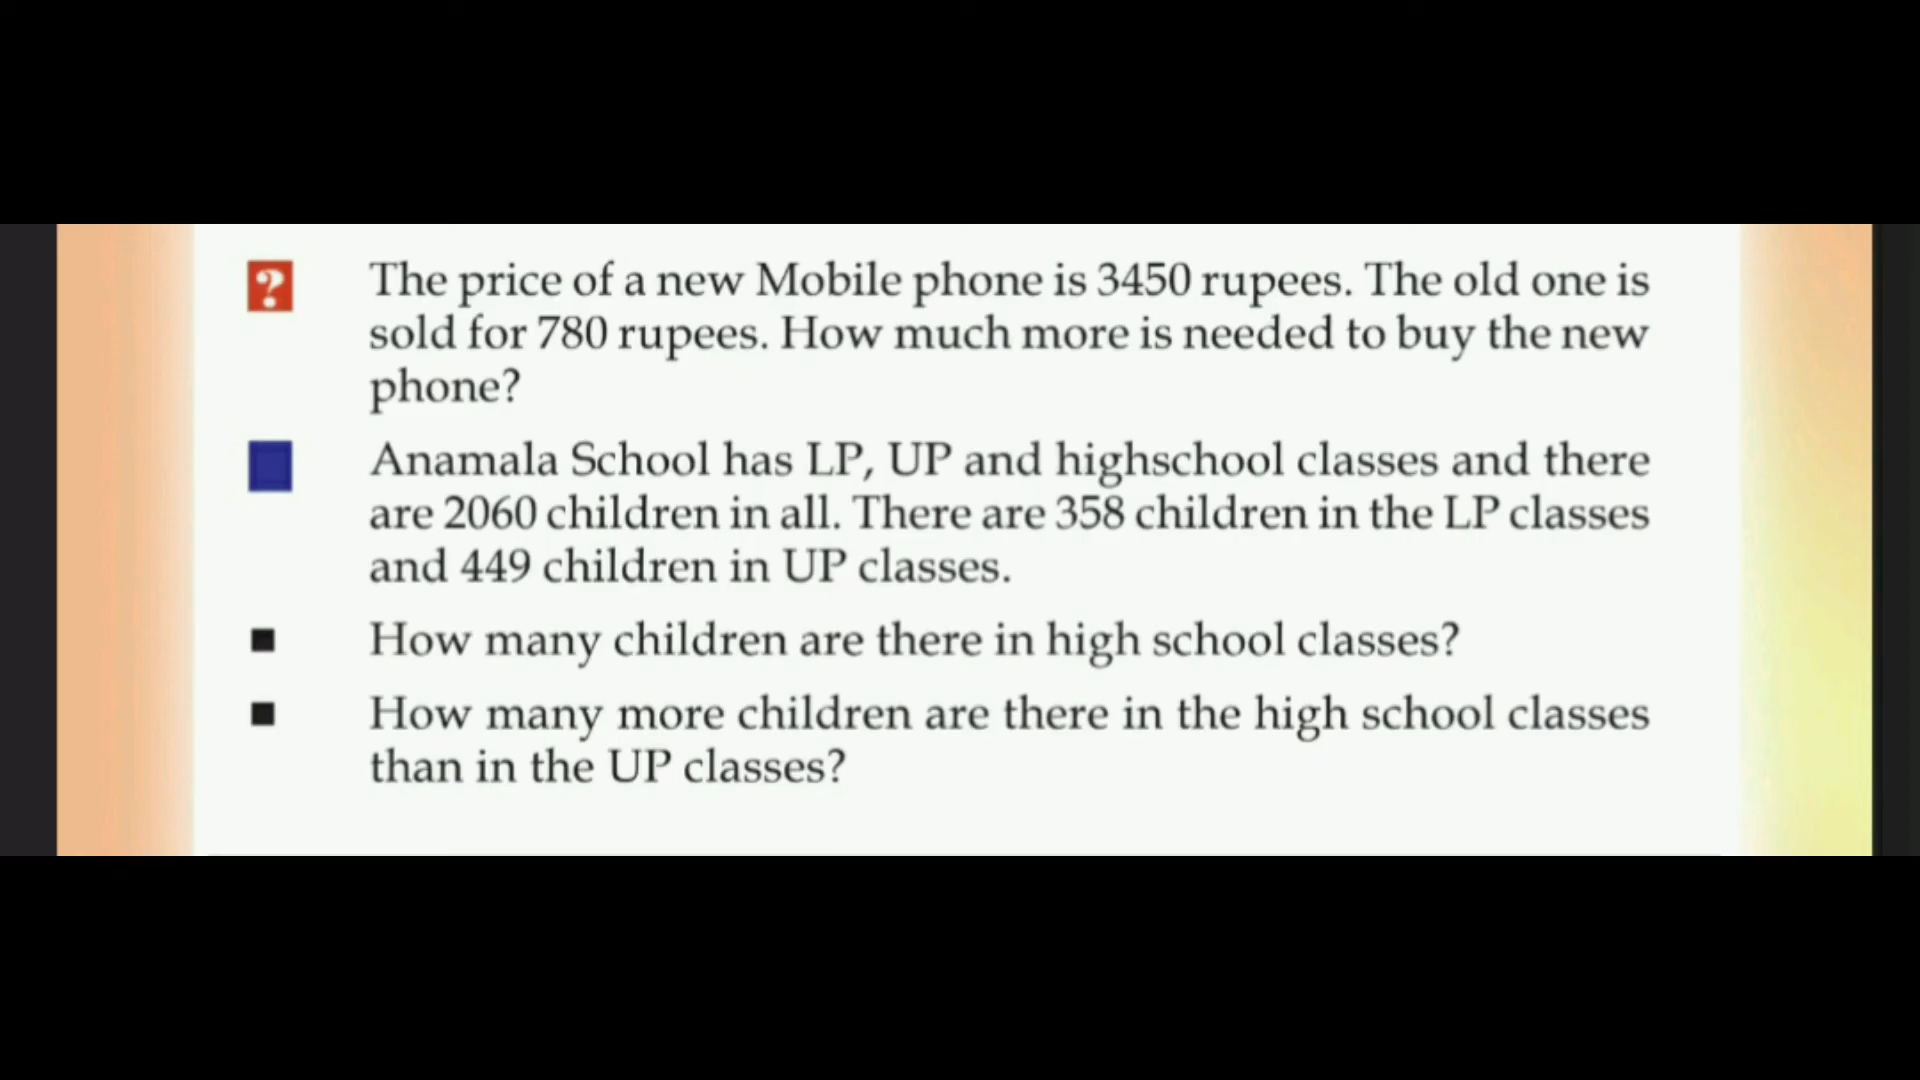 ? The price of a new Mobile phone is 3450 rupees. The old one is
sold for 780 rupees. How much more is needed to buy the new
phone?
Anamala School has LP, UP and highschool classes and there
are 2060 children in all. There are 358 children in the LP classes
and 449 children in UP classes.
■ How many children are there in high school classes?
■ How many more children are there in the high school classes
than in the UP classes?